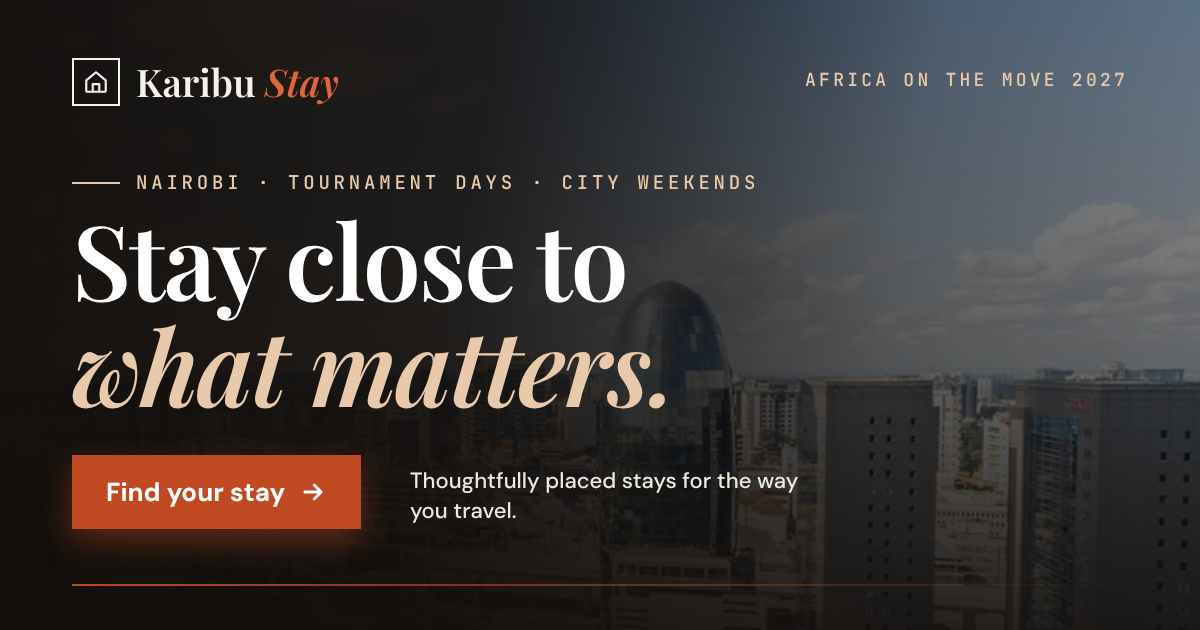 Karibu Stay
AFRICA ON THE MOVE 2027
NAIROBI · TOURNAMENT DAYS · CITY WEEKENDS
Stay close to
what matters.
Find your stay →
Thoughtfully placed stays for the way
you travel.